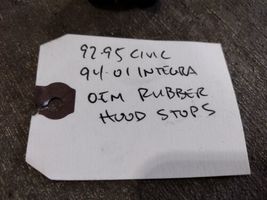 92-95 CIVIC
94-01 INTEGRA
OEM RUBBER
HOOD STOPS